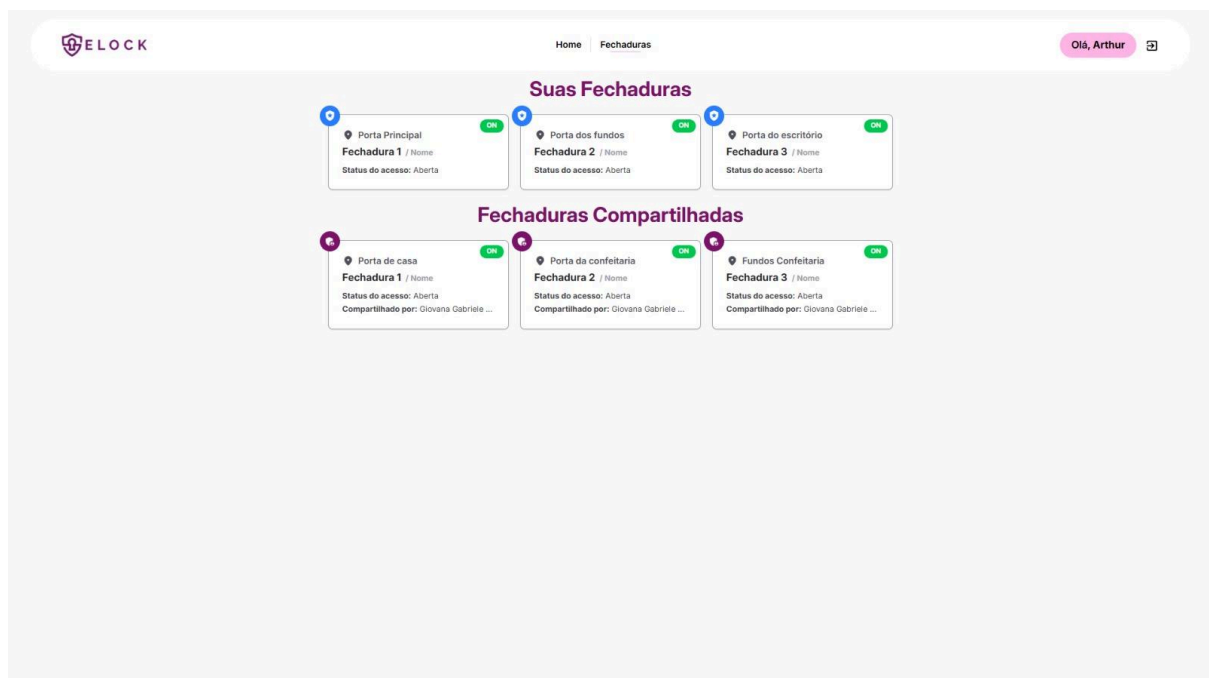 ELOCK
Home Fechaduras
Olá, Arthur
Suas Fechaduras
Porta Principal ON
Fechadura 1 / Nome
Status do acesso: Aberta
Porta dos fundos ON
Fechadura 2 / Nome
Status do acesso: Aberta
Porta do escritório ON
Fechadura 3 / Nome
Status do acesso: Aberta
Fechaduras Compartilhadas
Porta de casa ON
Fechadura 1 / Nome
Status do acesso: Aberta
Compartilhado por: Giovana Gabriele ...
Porta da confeitaria ON
Fechadura 2 / Nome
Status do acesso: Aberta
Compartilhado por: Giovana Gabriele ...
Fundos Confeitaria ON
Fechadura 3 / Nome
Status do acesso: Aberta
Compartilhado por: Giovana Gabriele ...